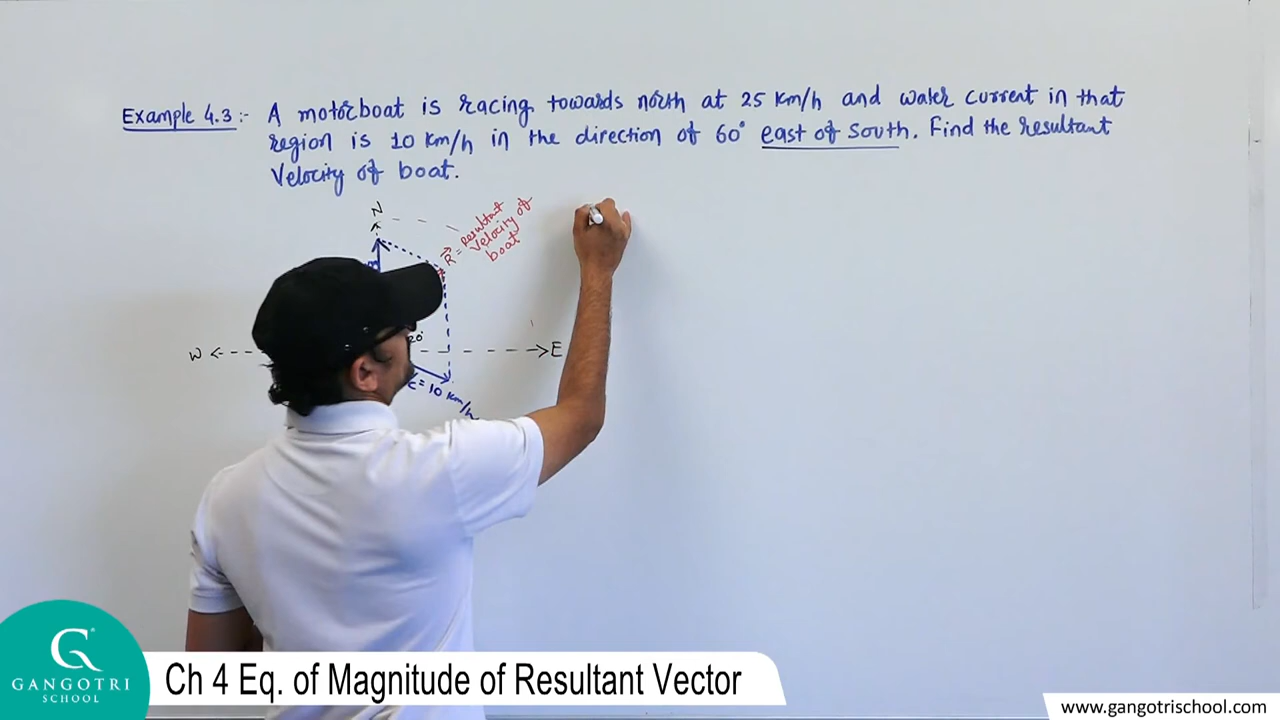 Example 4.3 :- A motorboat is racing towards north at 25 Km/h and water current in that
region is 10 Km/h in the direction of 60° east of south. Find the resultant
Velocity of boat.
N
R = resultant
Velocity of
boat
20°
W
E
c = 10 Km/h
GANGOTRI
SCHOOL
Ch 4 Eq. of Magnitude of Resultant Vector
www.gangotrischool.com